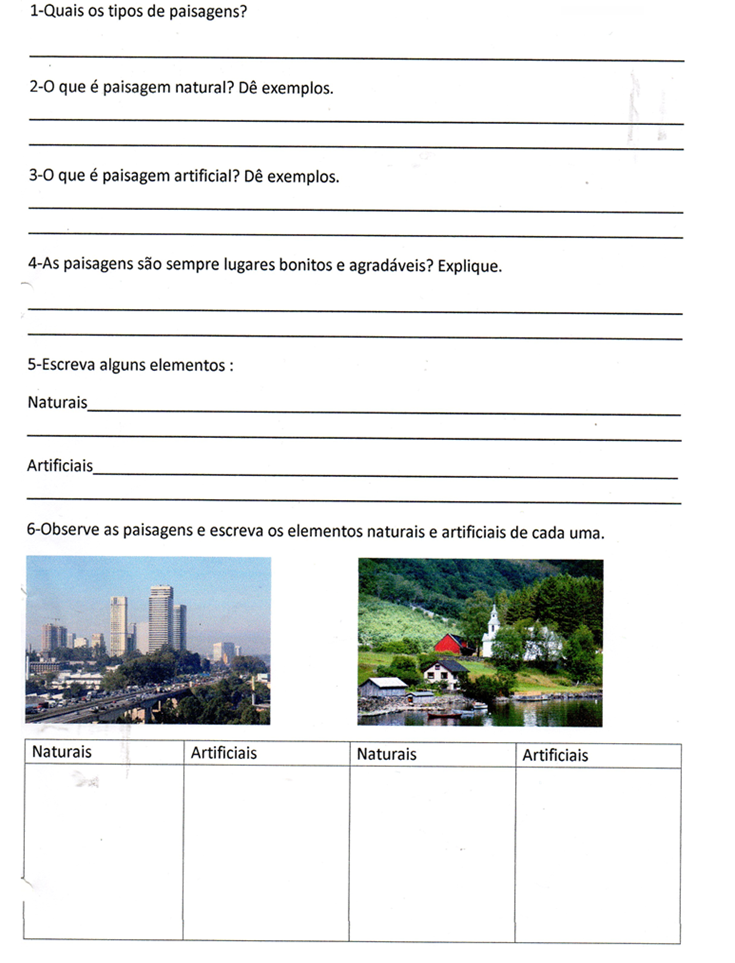 1-Quais os tipos de paisagens?
2-O que é paisagem natural? Dê exemplos.
3-O que é paisagem artificial? Dê exemplos.
4-As paisagens são sempre lugares bonitos e agradáveis? Explique.
5-Escreva alguns elementos :
Naturais
Artificiais
6-Observe as paisagens e escreva os elementos naturais e artificiais de cada uma.
Naturais Artificiais Naturais Artificiais